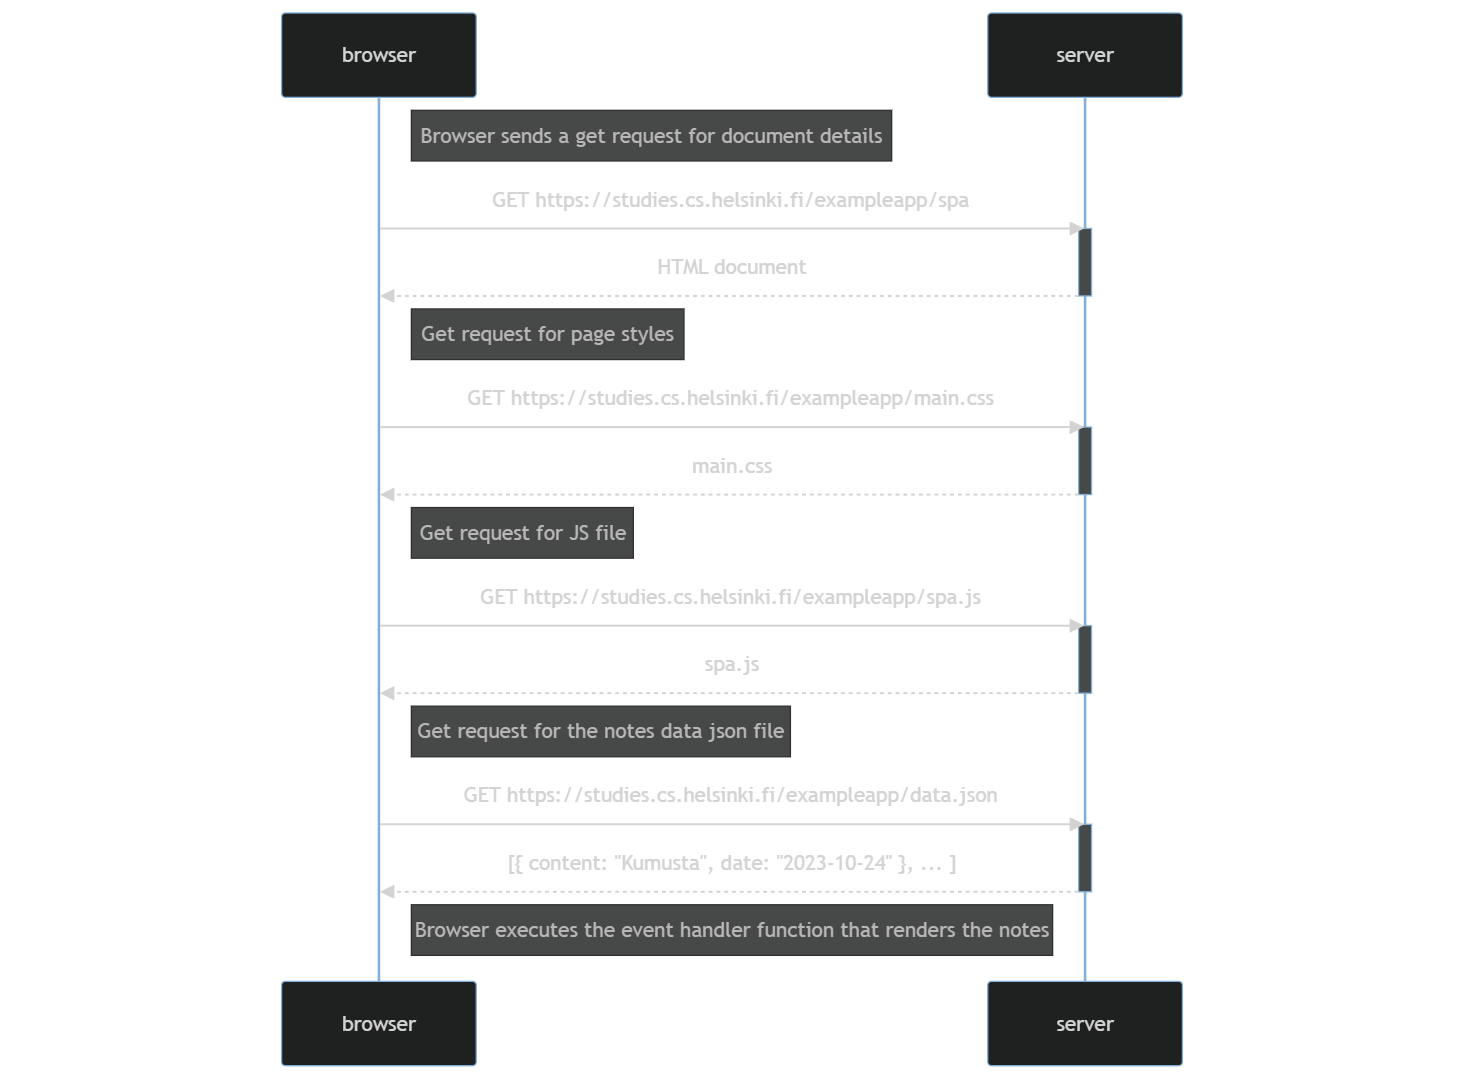 browser
server
Browser sends a get request for document details
GET https://studies.cs.helsinki.fi/exampleapp/spa
HTML document
Get request for page styles
GET https://studies.cs.helsinki.fi/exampleapp/main.css
main.css
Get request for JS file
GET https://studies.cs.helsinki.fi/exampleapp/spa.js
spa.js
Get request for the notes data json file
GET https://studies.cs.helsinki.fi/exampleapp/data.json
[{ content: "Kumusta", date: "2023-10-24" }, ... ]
Browser executes the event handler function that renders the notes
browser
server